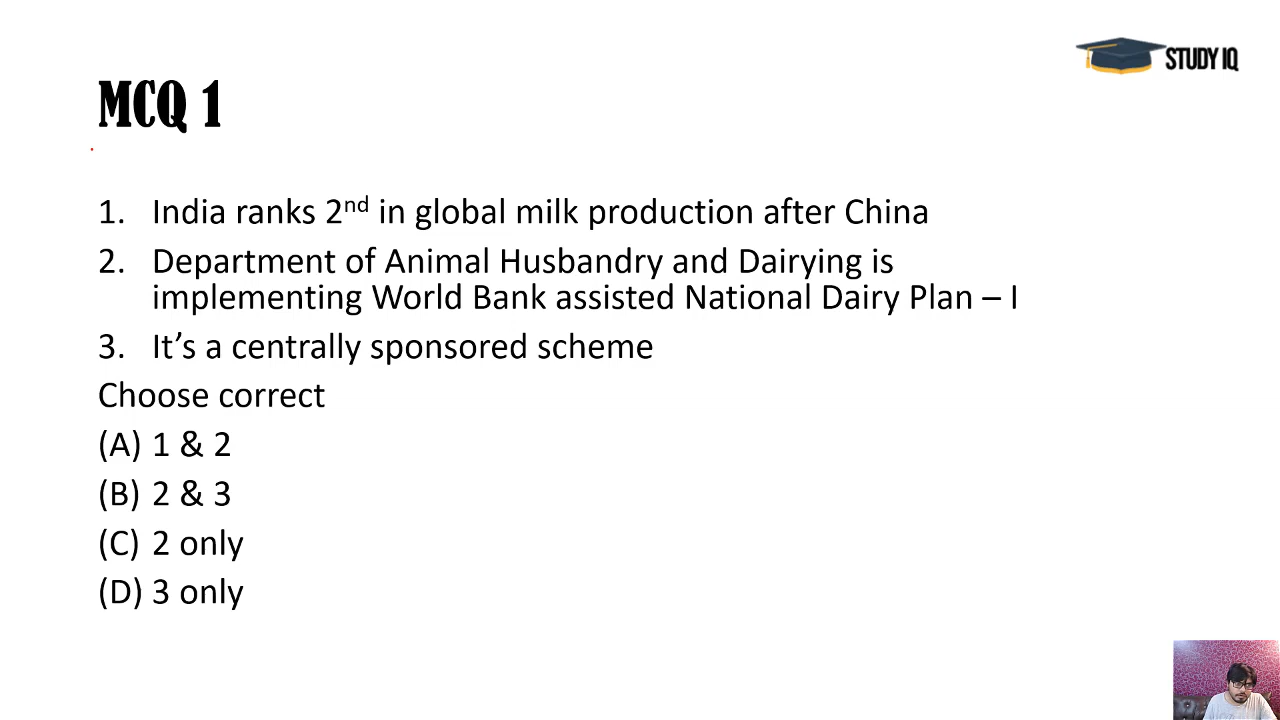 STUDY IQ
MCQ 1
1. India ranks 2nd in global milk production after China
2. Department of Animal Husbandry and Dairying is
implementing World Bank assisted National Dairy Plan – I
3. It’s a centrally sponsored scheme
Choose correct
(A) 1 & 2
(B) 2 & 3
(C) 2 only
(D) 3 only